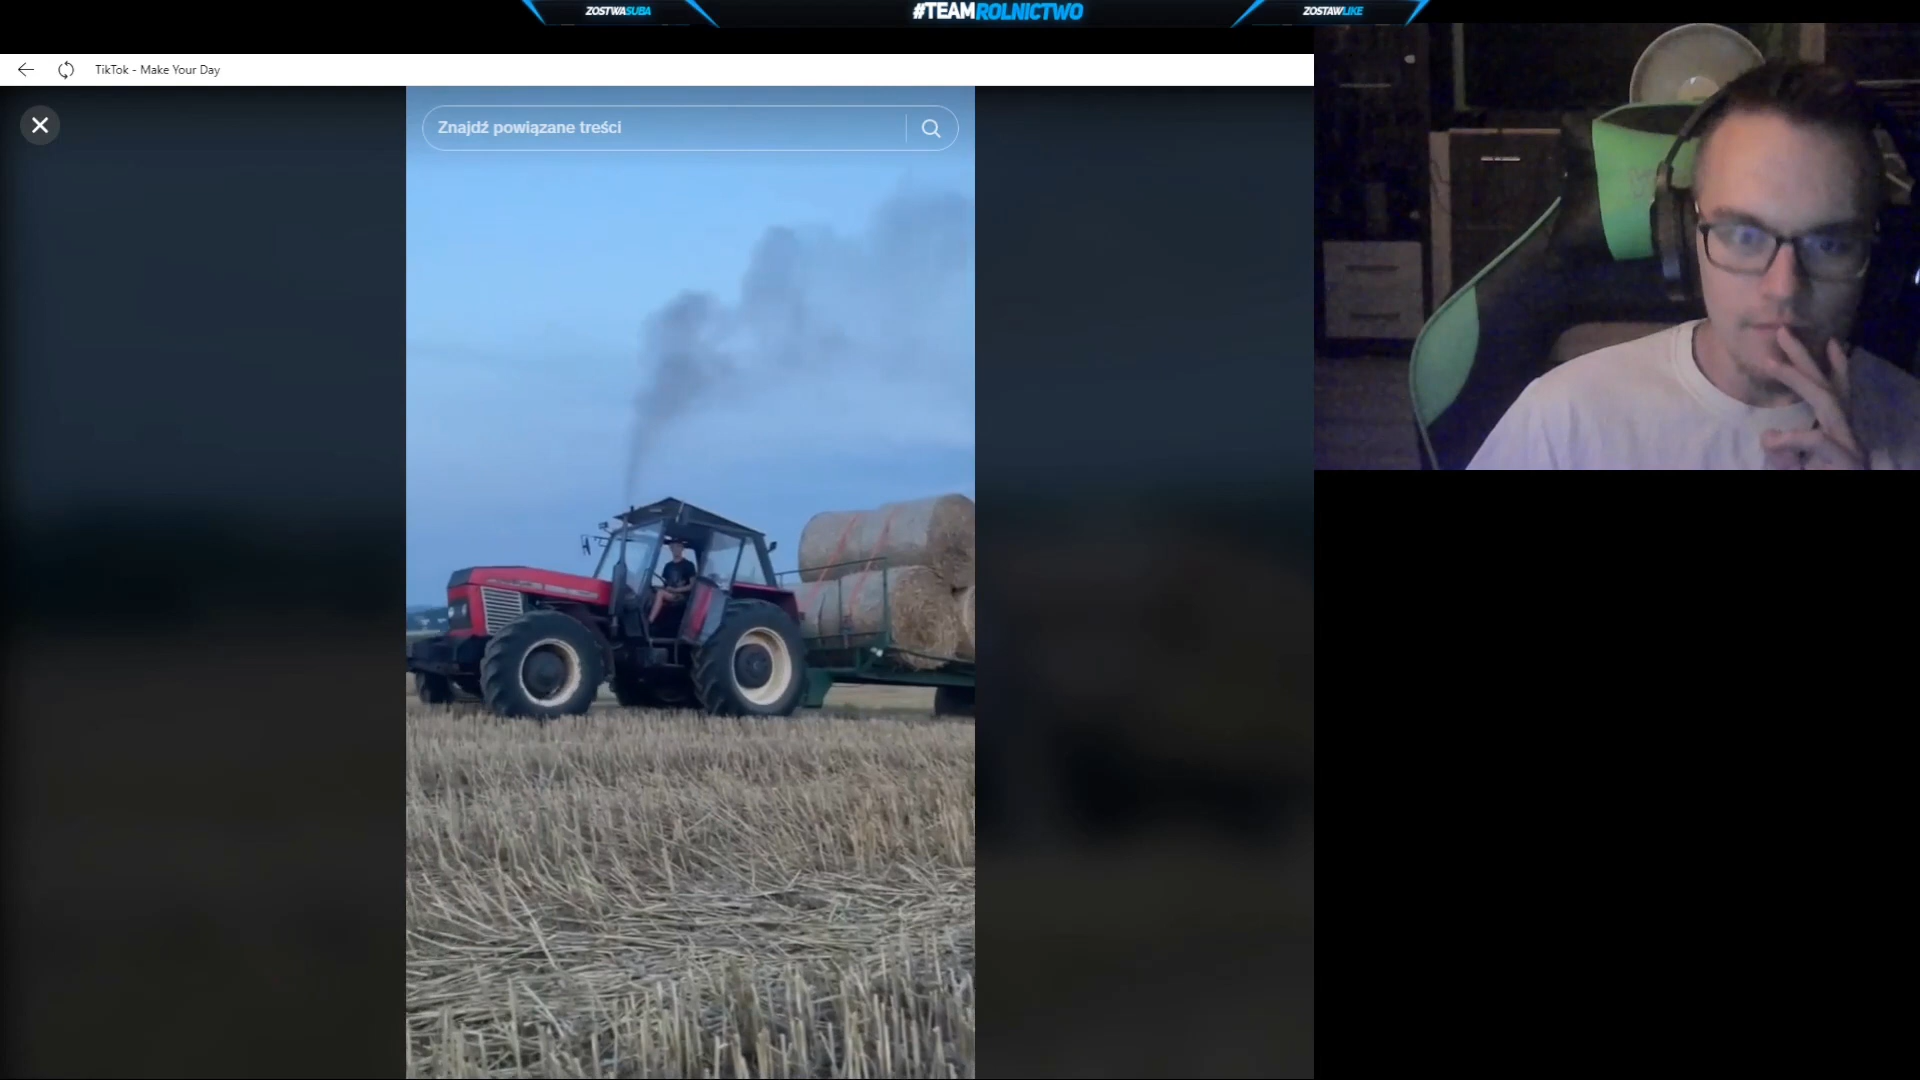 ZOSTWASUBA
#TEAMROLNICTWO
ZOSTAWLIKE
TikTok - Make Your Day
Znajdź powiązane treści